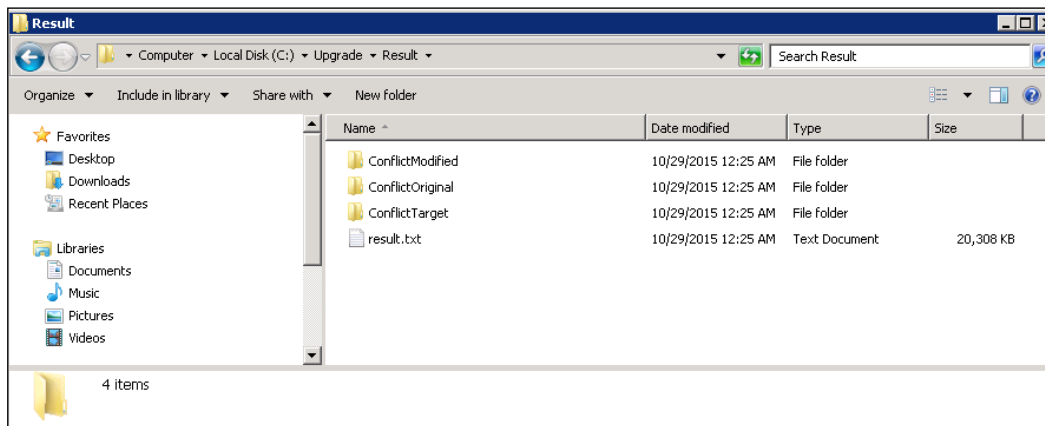 Result
Computer Local Disk (C:) Upgrade Result Search Result
Organize Include in library Share with New folder
Name Date modified Type Size
Favorites
Desktop
Downloads
Recent Places
Libraries
Documents
Music
Pictures
Videos
ConflictModified 10/29/2015 12:25 AM File folder
ConflictOriginal 10/29/2015 12:25 AM File folder
ConflictTarget 10/29/2015 12:25 AM File folder
result.txt 10/29/2015 12:25 AM Text Document 20,308 KB
4 items